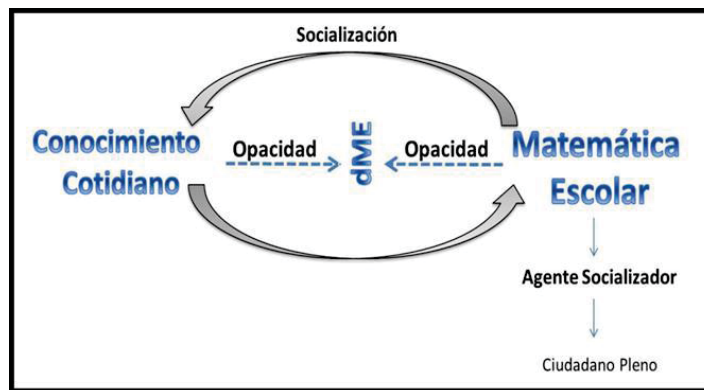 Socialización
Conocimiento
Cotidiano
Opacidad
dME
Opacidad
Matemática
Escolar
Agente Socializador
Ciudadano Pleno